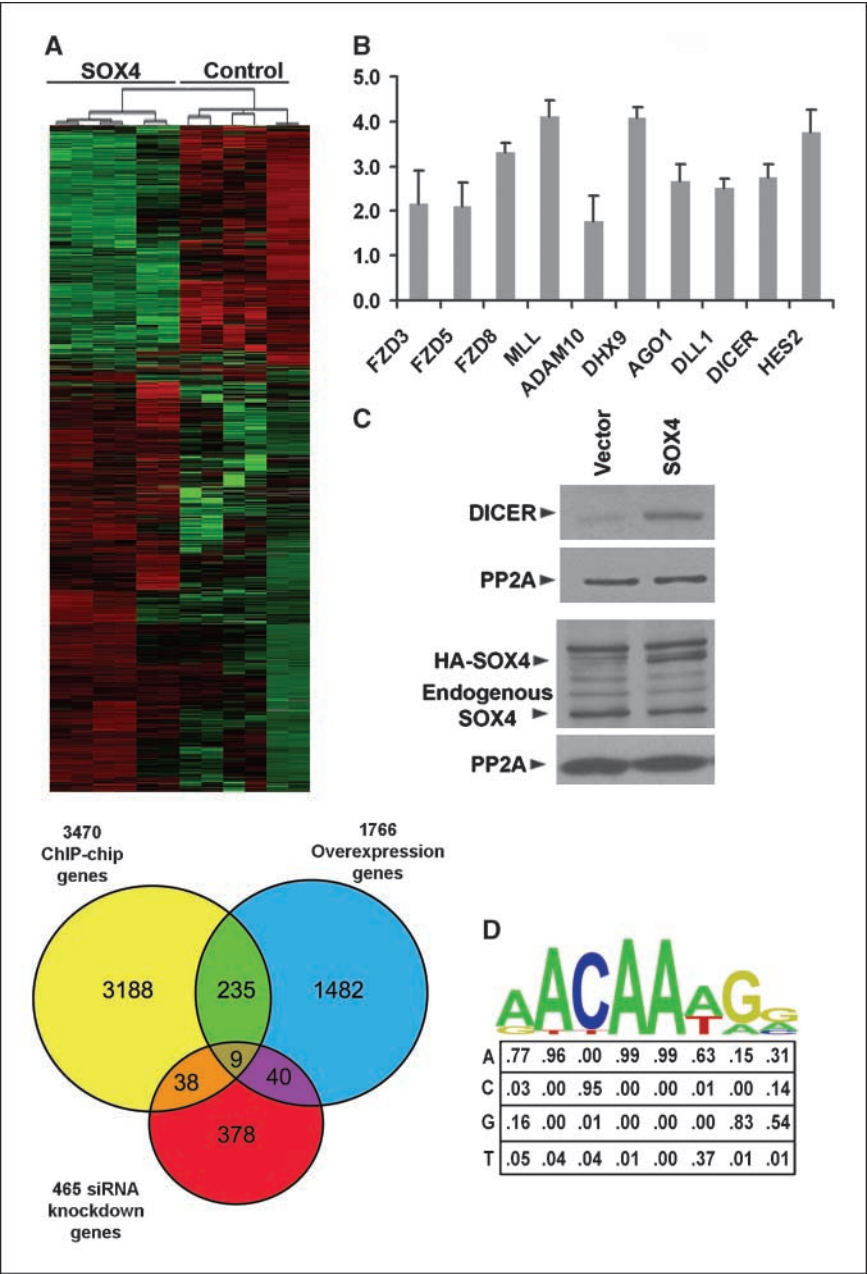 A
SOX4 Control
B
5.0
4.0
3.0
2.0
1.0
0.0
FZD3 FZD5 FZD8 MLL ADAM10 DHX9 AGO1 DLL1 DICER HES2
C
Vector SOX4
DICER
PP2A
HA-SOX4
Endogenous
SOX4
PP2A
3470
ChIP-chip
genes
1766
Overexpression
genes
3188 235 1482
9
38 40
378
465 siRNA
knockdown
genes
D
AACAAAGG
A .77 .96 .00 .99 .99 .63 .15 .31
C .03 .00 .95 .00 .00 .01 .00 .14
G .16 .00 .01 .00 .00 .00 .83 .54
T .05 .04 .04 .01 .00 .37 .01 .01